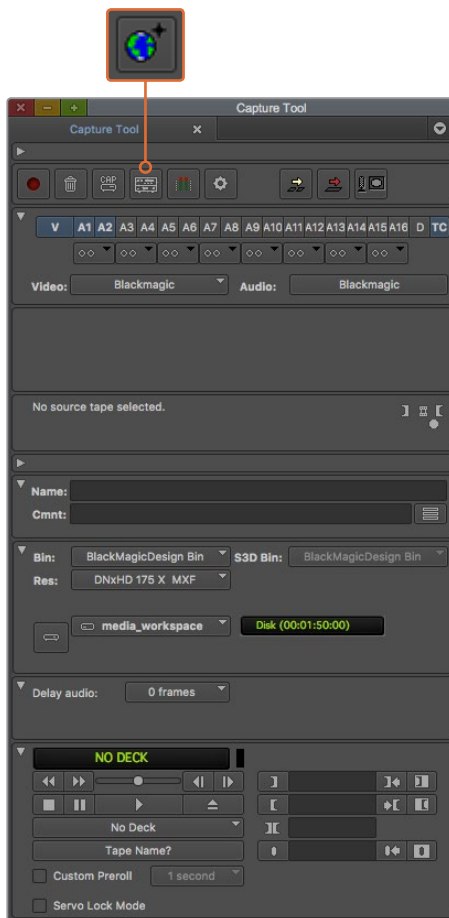 Capture Tool
Capture Tool
CAP
V A1 A2 A3 A4 A5 A6 A7 A8 A9 A10 A11 A12 A13 A14 A15 A16 D TC
Video: Blackmagic Audio: Blackmagic
No source tape selected.
Name:
Cmnt:
Bin: BlackMagicDesign Bin S3D Bin: BlackMagicDesign Bin
Res: DNxHD 175 X MXF
media_workspace Disk (00:01:50:00)
Delay audio: 0 frames
NO DECK
No Deck
Tape Name?
Custom Preroll 1 second
Servo Lock Mode